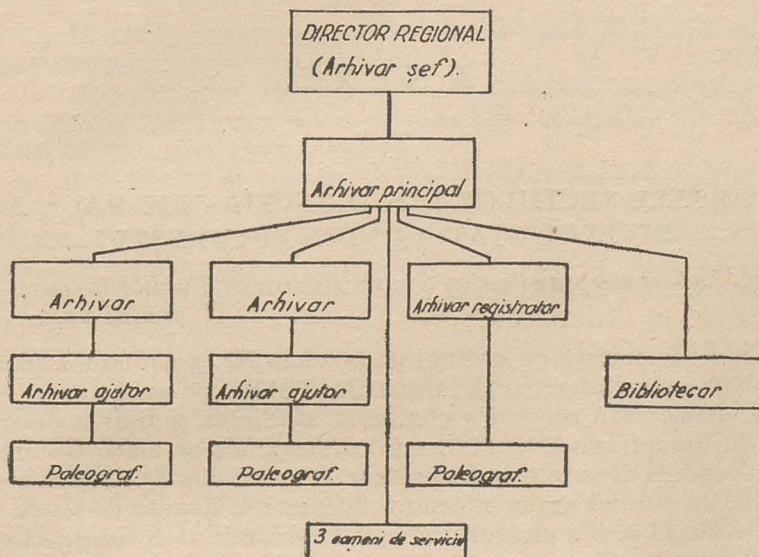 DIRECTOR REGIONAL
(Arhivar șef).
Arhivar principal
Arhivar
Arhivar
Arhivar registrator
Arhivar ajutor
Arhivar ajutor
Bibliotecar
Paleograf.
Paleograf.
Paleograf.
3 oameni de serviciu